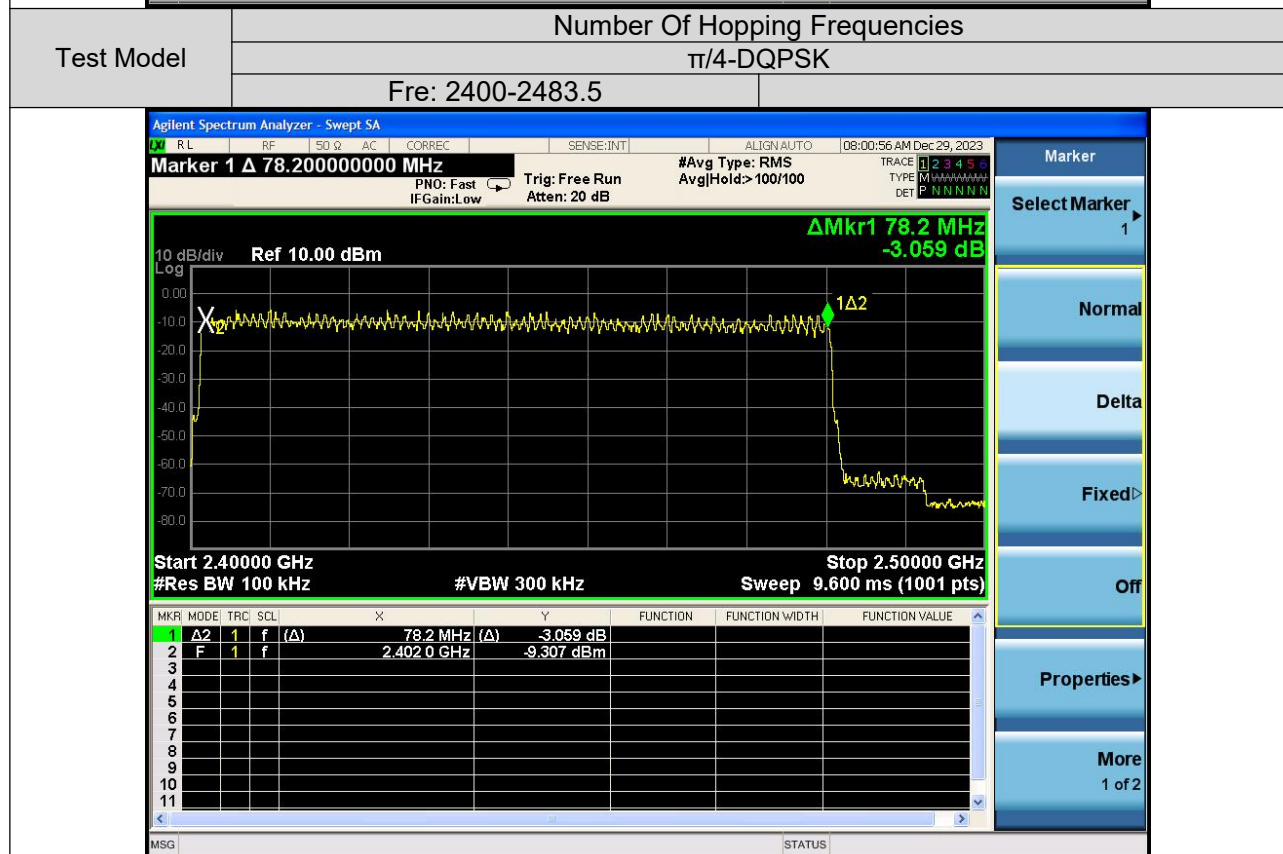 Test Model
Number Of Hopping Frequencies
π/4-DQPSK
Fre: 2400-2483.5
Agilent Spectrum Analyzer - Swept SA
LXI RL RF 50 Ω AC CORREC SENSE:INT ALIGN AUTO 08:00:56 AM Dec 29, 2023
Marker 1 Δ 78.200000000 MHz
PNO: Fast
IFGain:Low
Trig: Free Run
Atten: 20 dB
#Avg Type: RMS
Avg|Hold:>100/100
TRACE 1 2 3 4 5 6
TYPE M
DET P N N N N N
ΔMkr1 78.2 MHz
-3.059 dB
10 dB/div Ref 10.00 dBm
Log
0.00
-10.0
-20.0
-30.0
-40.0
-50.0
-60.0
-70.0
-80.0
X2
1Δ2
Start 2.40000 GHz Stop 2.50000 GHz
#Res BW 100 kHz #VBW 300 kHz Sweep 9.600 ms (1001 pts)
MKR MODE TRC SCL X Y FUNCTION FUNCTION WIDTH FUNCTION VALUE
1 Δ2 1 f (Δ) 78.2 MHz (Δ) -3.059 dB
2 F 1 f 2.402 0 GHz -9.307 dBm
3
4
5
6
7
8
9
10
11
MSG STATUS
Marker
Select Marker
1
Normal
Delta
Fixed
Off
Properties
More
1 of 2